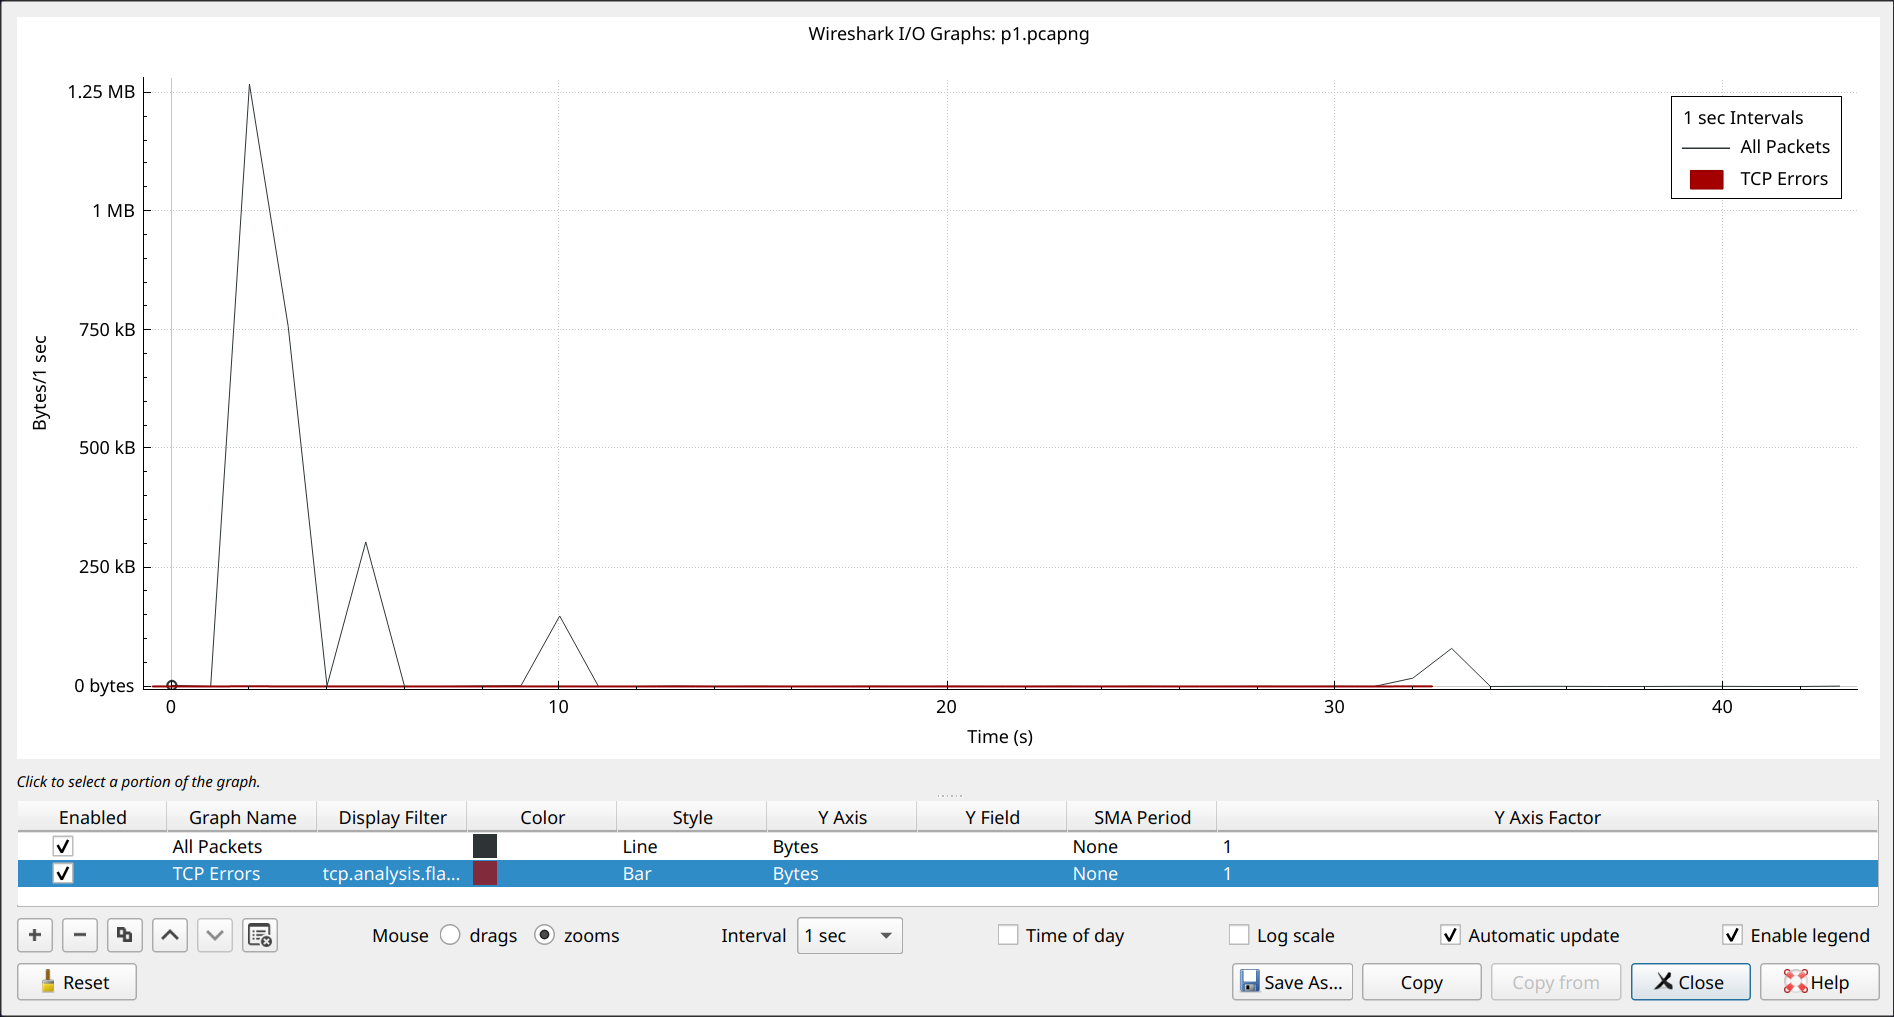 Wireshark I/O Graphs: p1.pcapng
1.25 MB
1 MB
750 kB
500 kB
250 kB
0 bytes
Bytes/1 sec
1 sec Intervals
All Packets
TCP Errors
0 10 20 30 40
Time (s)
Click to select a portion of the graph.
Enabled Graph Name Display Filter Color Style Y Axis Y Field SMA Period Y Axis Factor
All Packets Line Bytes None 1
TCP Errors tcp.analysis.fla... Bar Bytes None 1
Mouse drags zooms Interval 1 sec Time of day Log scale Automatic update Enable legend
Reset Save As... Copy Copy from Close Help